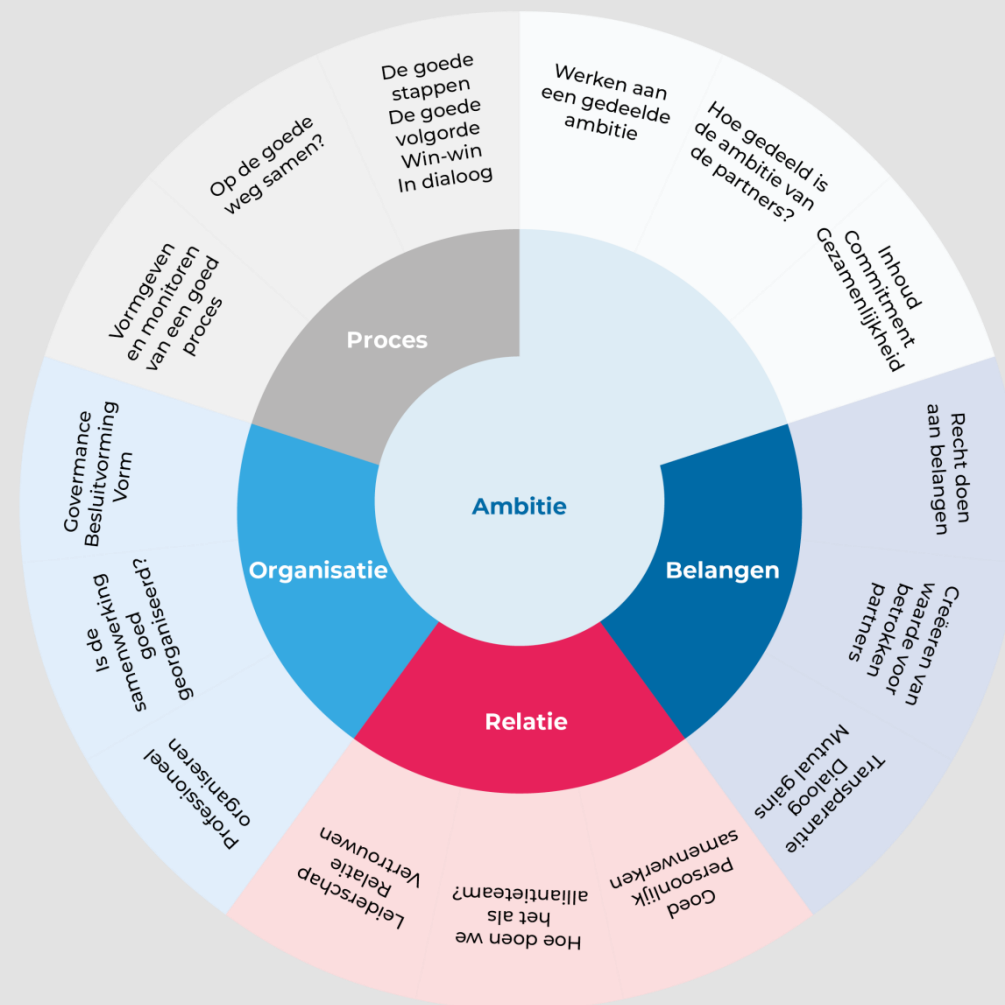 Werken aan
een gedeelde
ambitie
Hoe gedeeld is
de ambitie van
de partners?
Inhoud
Commitment
Gezamenlijkheid
Recht doen
aan belangen
Creëeren van
waarde voor
betrokken
partners
Transparantie
Dialoog
Mutual gains
Goed
Persoonlijk
samenwerken
Hoe doen we
het als
alliantieteam?
Leiderschap
Relatie
Vertrouwen
Professioneel
organiseren
Is de
samenwerking
goed
georganiseerd?
Govermance
Besluitvorming
Vorm
Vormgeven
en monitoren
van een goed
proces
Op de goede
weg samen?
De goede
stappen
De goede
volgorde
Win-win
In dialoog
Proces
Ambitie
Organisatie
Belangen
Relatie